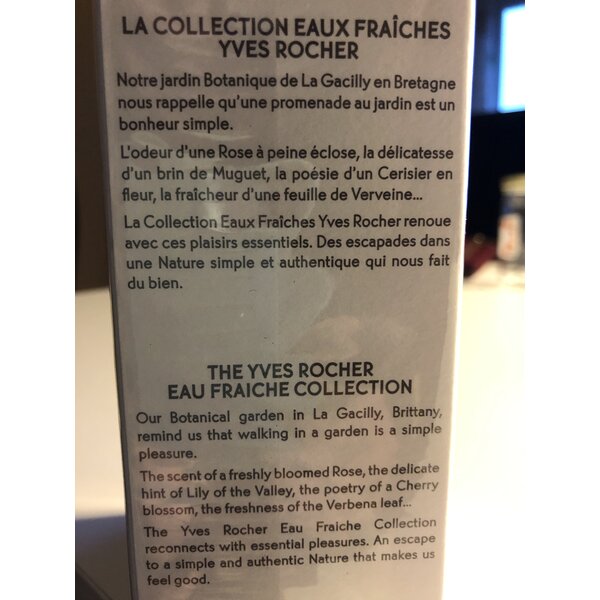 LA COLLECTION EAUX FRAÎCHES
YVES ROCHER
Notre jardin Botanique de La Gacilly en Bretagne
nous rappelle qu'une promenade au jardin est un
bonheur simple.
L'odeur d'une Rose à peine éclose, la délicatesse
d'un brin de Muguet, la poésie d'un Cerisier en
fleur, la fraîcheur d'une feuille de Verveine...
La Collection Eaux Fraîches Yves Rocher renoue
avec ces plaisirs essentiels. Des escapades dans
une Nature simple et authentique qui nous fait
du bien.
THE YVES ROCHER
EAU FRAICHE COLLECTION
Our Botanical garden in La Gacilly, Brittany,
remind us that walking in a garden is a simple
pleasure.
The scent of a freshly bloomed Rose, the delicate
hint of Lily of the Valley, the poetry of a Cherry
blossom, the freshness of the Verbena leaf...
The Yves Rocher Eau Fraiche Collection
reconnects with essential pleasures. An escape
to a simple and authentic Nature that makes us
feel good.